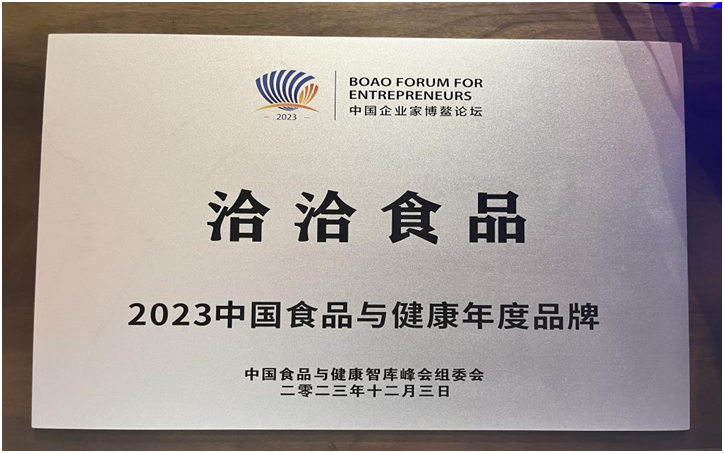 BOAO FORUM FOR
ENTREPRENEURS
中国企业家博鳌论坛
- 2023 -
洽洽食品
2023中国食品与健康年度品牌
中国食品与健康智库峰会组委会
二零二三年十二月三日